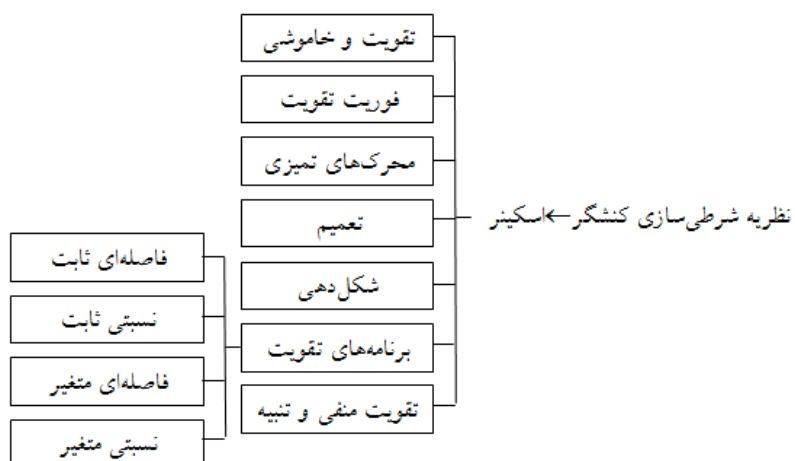 نظریه شرطی‌سازی کنشگر←اسکینر
تقویت و خاموشی
فوریت تقویت
محرک‌های تمیزی
تعمیم
شکل‌دهی
برنامه‌های تقویت
تقویت منفی و تنبیه
فاصله‌ای ثابت
نسبتی ثابت
فاصله‌ای متغیر
نسبتی متغیر